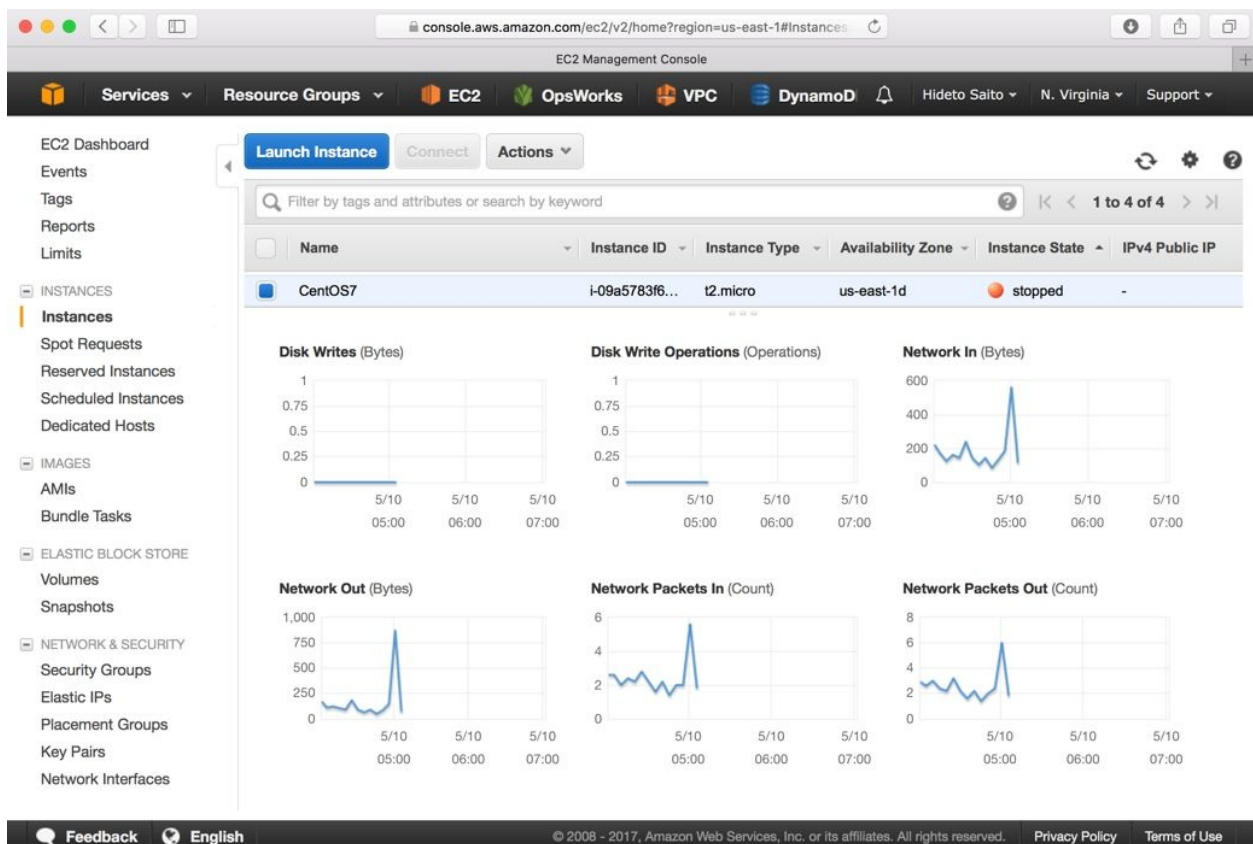 console.aws.amazon.com/ec2/v2/home?region=us-east-1#Instances
EC2 Management Console
Services Resource Groups EC2 OpsWorks VPC DynamoD Hideto Saito N. Virginia Support
EC2 Dashboard
Events
Tags
Reports
Limits
INSTANCES
Instances
Spot Requests
Reserved Instances
Scheduled Instances
Dedicated Hosts
IMAGES
AMIs
Bundle Tasks
ELASTIC BLOCK STORE
Volumes
Snapshots
NETWORK & SECURITY
Security Groups
Elastic IPs
Placement Groups
Key Pairs
Network Interfaces
Launch Instance Connect Actions
Filter by tags and attributes or search by keyword 1 to 4 of 4
Name Instance ID Instance Type Availability Zone Instance State IPv4 Public IP
CentOS7 i-09a5783f6... t2.micro us-east-1d stopped -
Disk Writes (Bytes)
1
0.75
0.5
0.25
0
5/10 5/10 5/10
05:00 06:00 07:00
Disk Write Operations (Operations)
1
0.75
0.5
0.25
0
5/10 5/10 5/10
05:00 06:00 07:00
Network In (Bytes)
600
400
200
0
5/10 5/10 5/10
05:00 06:00 07:00
Network Out (Bytes)
1,000
750
500
250
0
5/10 5/10 5/10
05:00 06:00 07:00
Network Packets In (Count)
6
4
2
0
5/10 5/10 5/10
05:00 06:00 07:00
Network Packets Out (Count)
8
6
4
2
0
5/10 5/10 5/10
05:00 06:00 07:00
Feedback English © 2008 - 2017, Amazon Web Services, Inc. or its affiliates. All rights reserved. Privacy Policy Terms of Use